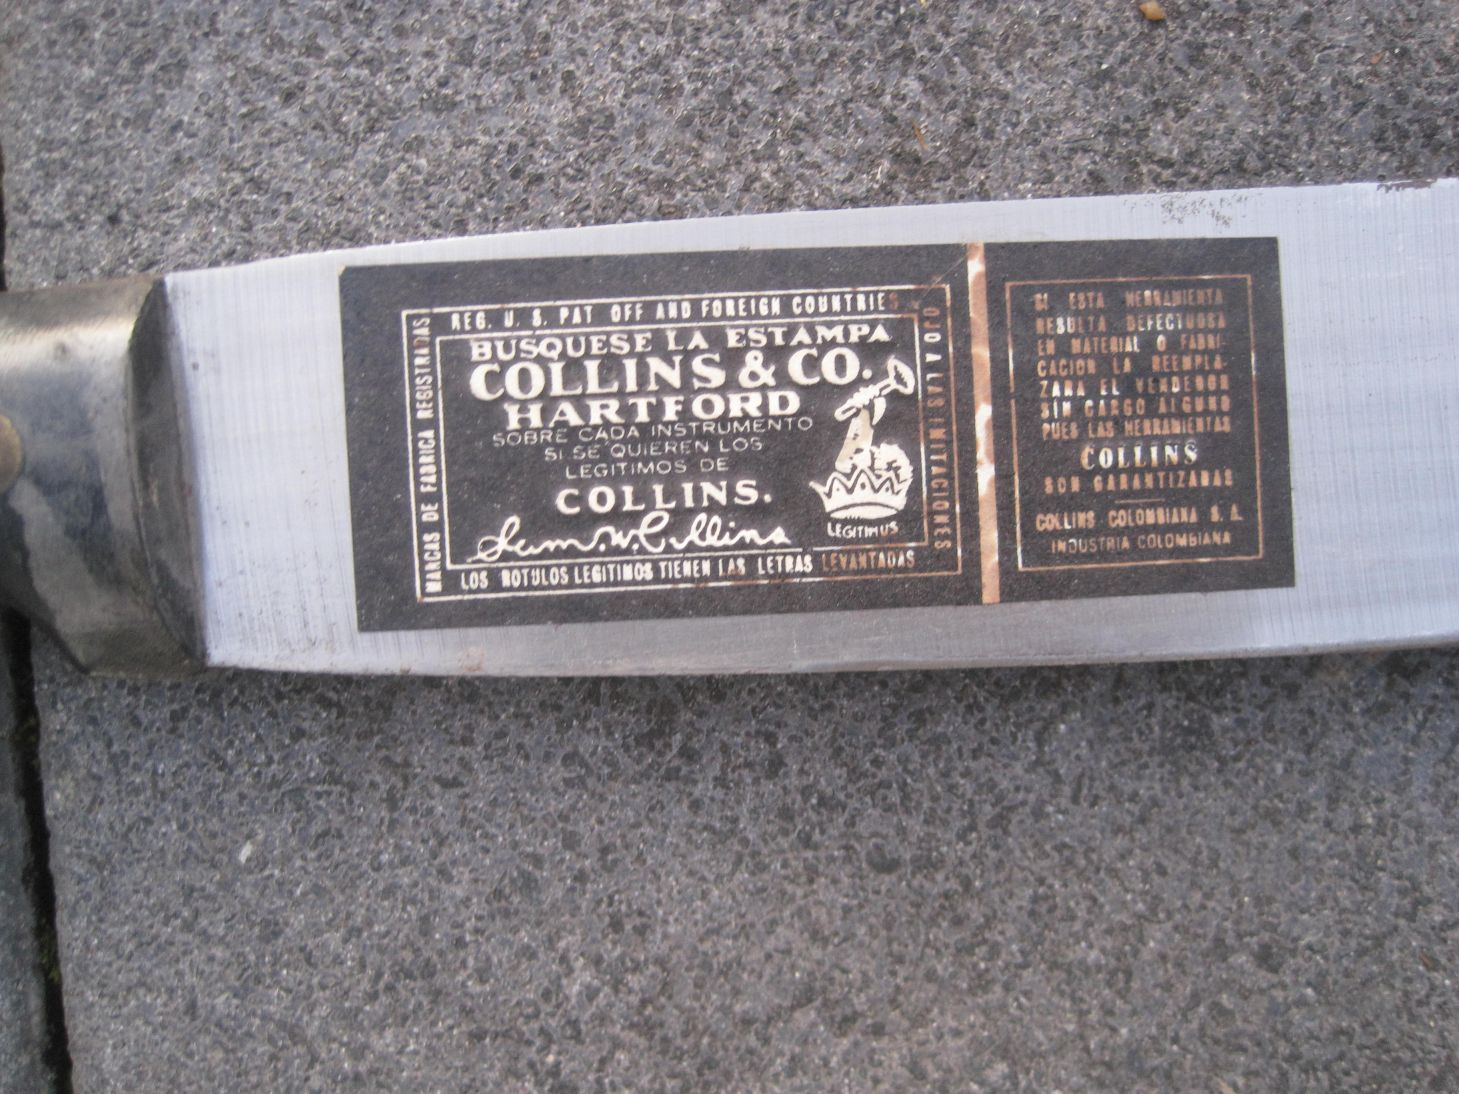 REG. U. S. PAT OFF AND FOREIGN COUNTRIES
MARCAS DE FABRICA REGISTRADAS
BUSQUESE LA ESTAMPA
COLLINS & CO.
HARTFORD
SOBRE CADA INSTRUMENTO
SI SE QUIEREN LOS
LEGITIMOS DE
COLLINS.
Sam. W. Collins
LEGITIMUS
OJO A LAS IMITACIONES
LOS ROTULOS LEGITIMOS TIENEN LAS LETRAS LEVANTADAS
SI ESTA HERRAMIENTA
RESULTA DEFECTUOSA
EN MATERIAL O FABRI-
CACION LA REEMPLA-
ZARA EL VENDEDOR
SIN CARGO ALGUNO
PUES LAS HERRAMIENTAS
COLLINS
SON GARANTIZADAS
COLLINS COLOMBIANA S. A.
INDUSTRIA COLOMBIANA